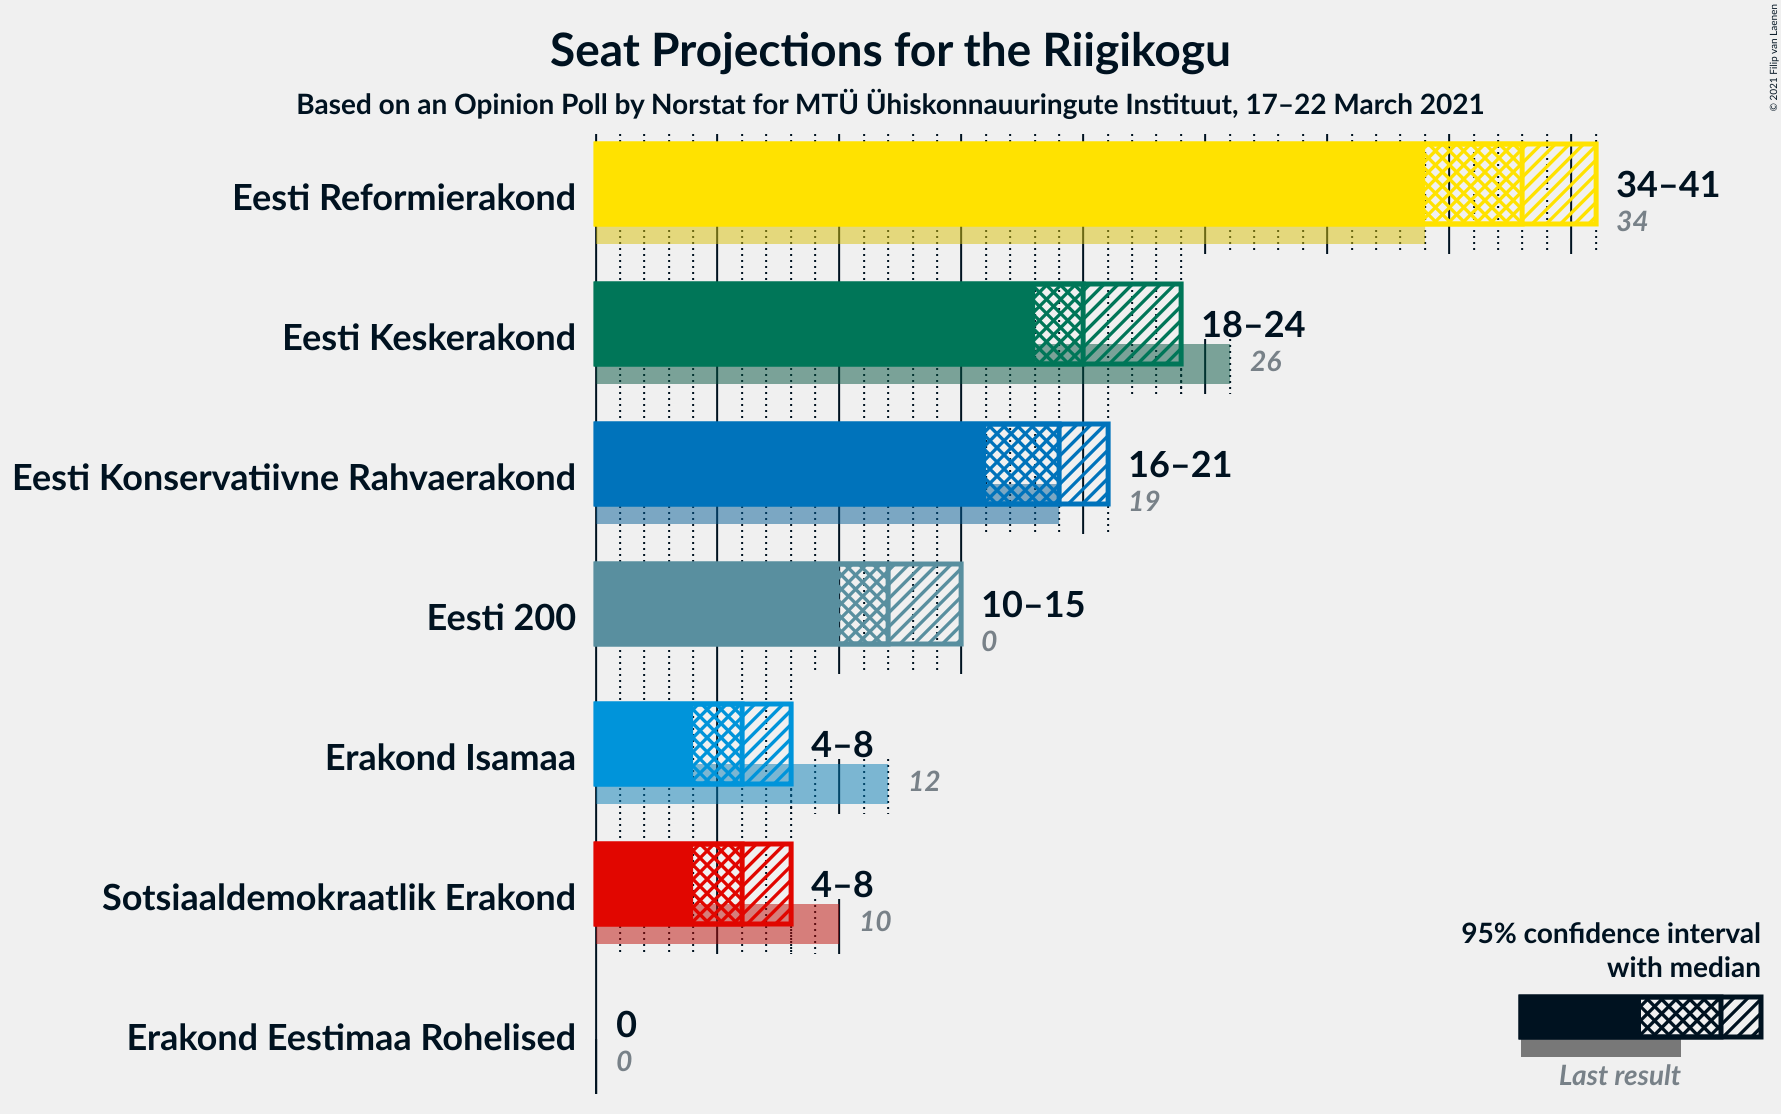 Seat Projections for the Riigikogu
Based on an Opinion Poll by Norstat for MTÜ Ühiskonnauuringute Instituut, 17–22 March 2021
© 2021 Filip van Laenen
Eesti Reformierakond
34–41
34
Eesti Keskerakond
18–24
26
Eesti Konservatiivne Rahvaerakond
16–21
19
Eesti 200
10–15
0
Erakond Isamaa
4–8
12
Sotsiaaldemokraatlik Erakond
4–8
10
Erakond Eestimaa Rohelised
0
0
95% confidence interval
with median
Last result